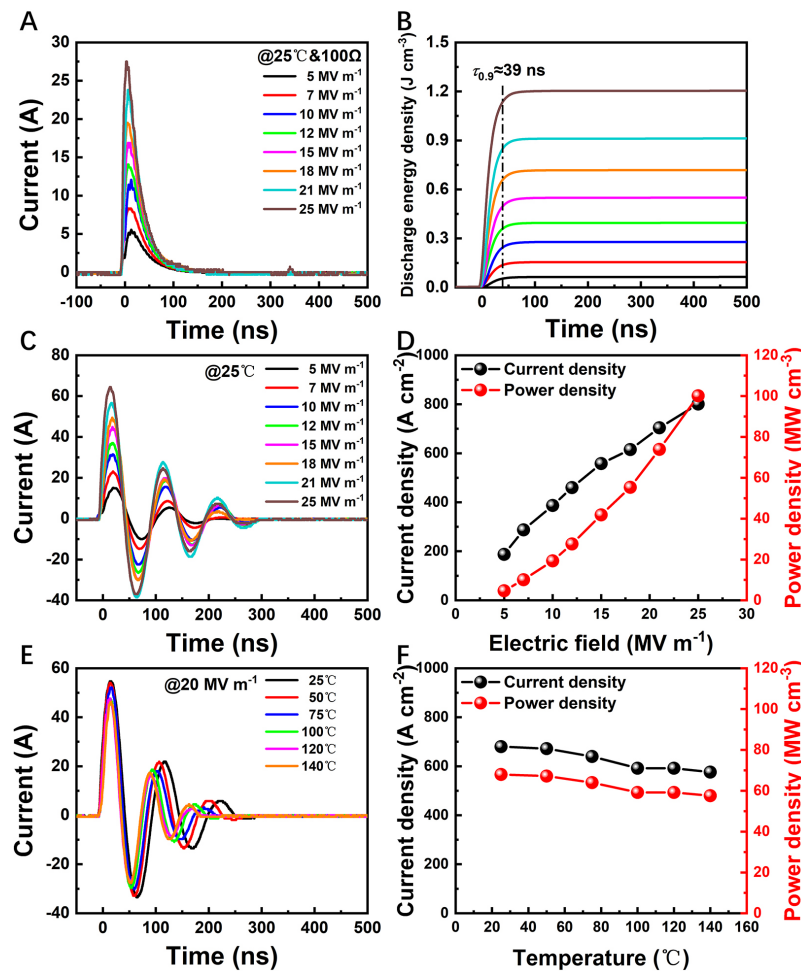 A
@25℃&100Ω
5 MV m-1
7 MV m-1
10 MV m-1
12 MV m-1
15 MV m-1
18 MV m-1
21 MV m-1
25 MV m-1
30
25
20
15
10
5
0
-100 0 100 200 300 400 500
Current (A)
Time (ns)
B
τ0.9≈39 ns
1.5
1.2
0.9
0.6
0.3
0.0
-50 0 100 200 300 400 500
Discharge energy density (J cm-3)
Time (ns)
C
@25℃
5 MV m-1
7 MV m-1
10 MV m-1
12 MV m-1
15 MV m-1
18 MV m-1
21 MV m-1
25 MV m-1
80
60
40
20
0
-20
-40
-50 0 50 100 150 200 250 300 500
Current (A)
Time (ns)
D
Current density
Power density
1000
800
600
400
200
0
120
100
80
60
40
20
0
0 5 10 15 20 25 30
Current density (A cm-2)
Power density (MW cm-3)
Electric field (MV m-1)
E
@20 MV m-1
25℃
50℃
75℃
100℃
120℃
140℃
60
40
20
0
-20
-40
-50 0 50 100 150 200 250 300 500
Current (A)
Time (ns)
F
Current density
Power density
1000
800
600
400
200
0
120
100
80
60
40
20
0
0 20 40 60 80 100 120 140 160
Current density (A cm-2)
Power density (MW cm-3)
Temperature (℃)